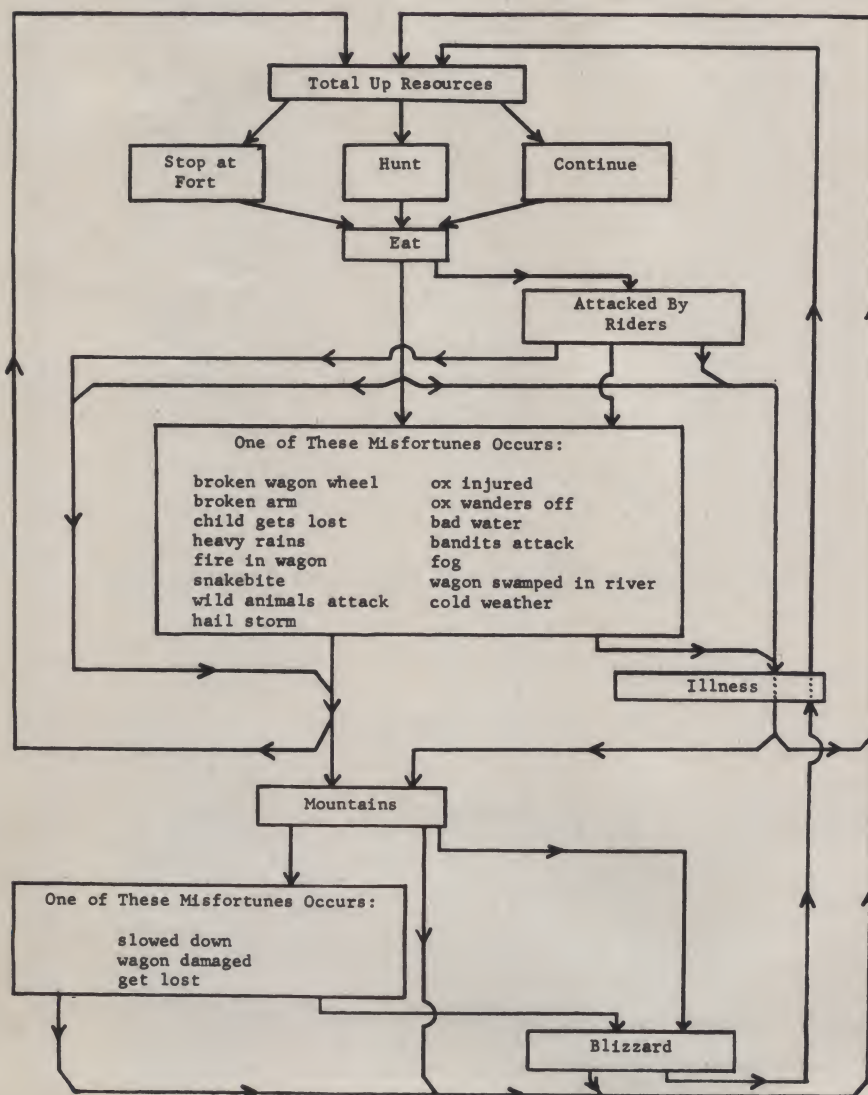 Total Up Resources
Stop at
Fort
Hunt
Continue
Eat
Attacked By
Riders
One of These Misfortunes Occurs:
broken wagon wheel
broken arm
child gets lost
heavy rains
fire in wagon
snakebite
wild animals attack
hail storm
ox injured
ox wanders off
bad water
bandits attack
fog
wagon swamped in river
cold weather
Illness
Mountains
One of These Misfortunes Occurs:
slowed down
wagon damaged
get lost
Blizzard